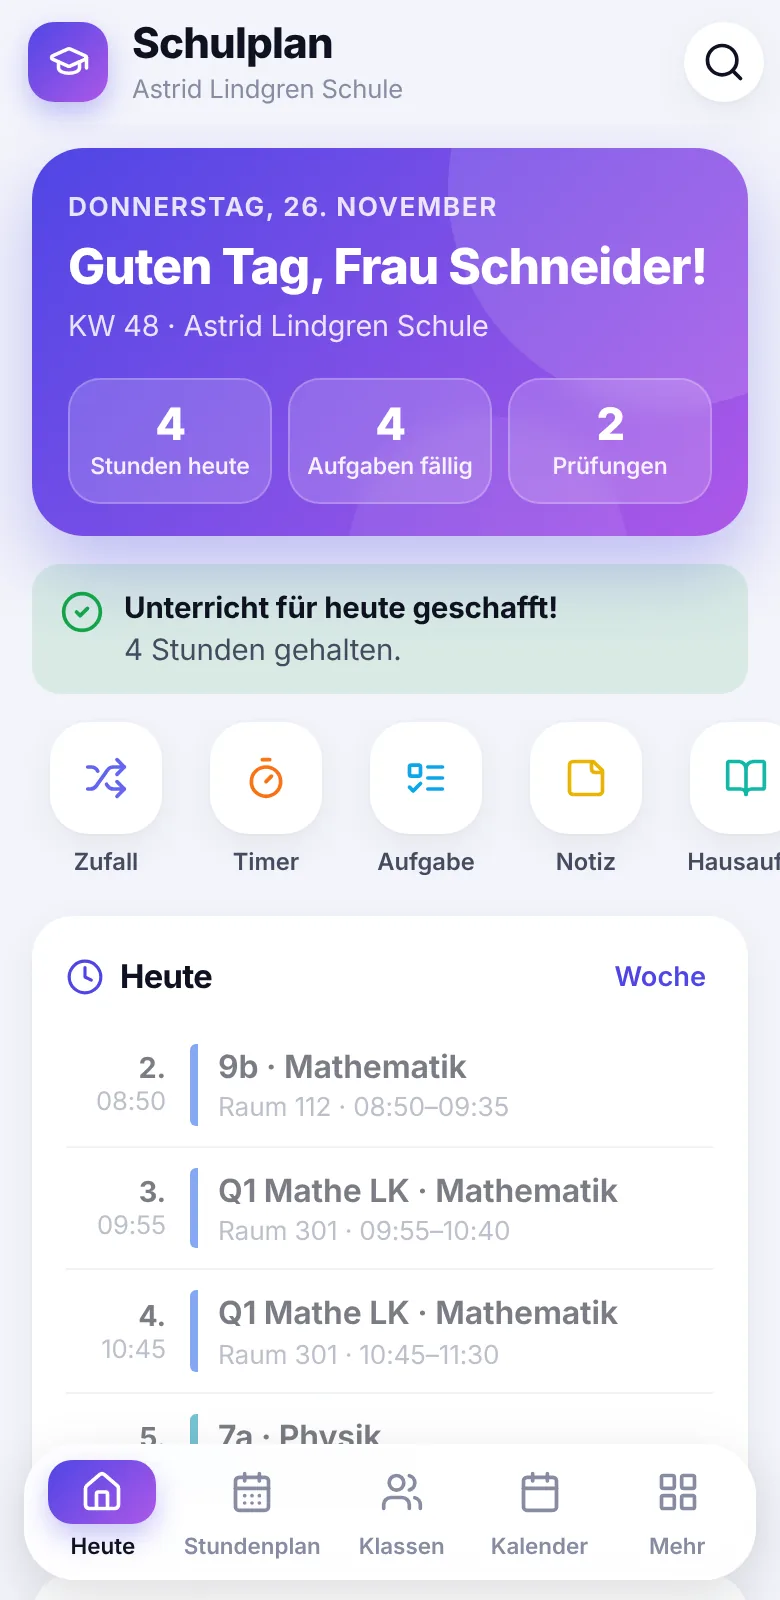 Schulplan
Astrid Lindgren Schule
DONNERSTAG, 26. NOVEMBER
Guten Tag, Frau Schneider!
KW 48 · Astrid Lindgren Schule
4
Stunden heute
4
Aufgaben fällig
2
Prüfungen
Unterricht für heute geschafft!
4 Stunden gehalten.
Zufall
Timer
Aufgabe
Notiz
Hausauf
Heute
Woche
2.
08:50
9b · Mathematik
Raum 112 · 08:50–09:35
3.
09:55
Q1 Mathe LK · Mathematik
Raum 301 · 09:55–10:40
4.
10:45
Q1 Mathe LK · Mathematik
Raum 301 · 10:45–11:30
5.
7a · Physik
Heute
Stundenplan
Klassen
Kalender
Mehr